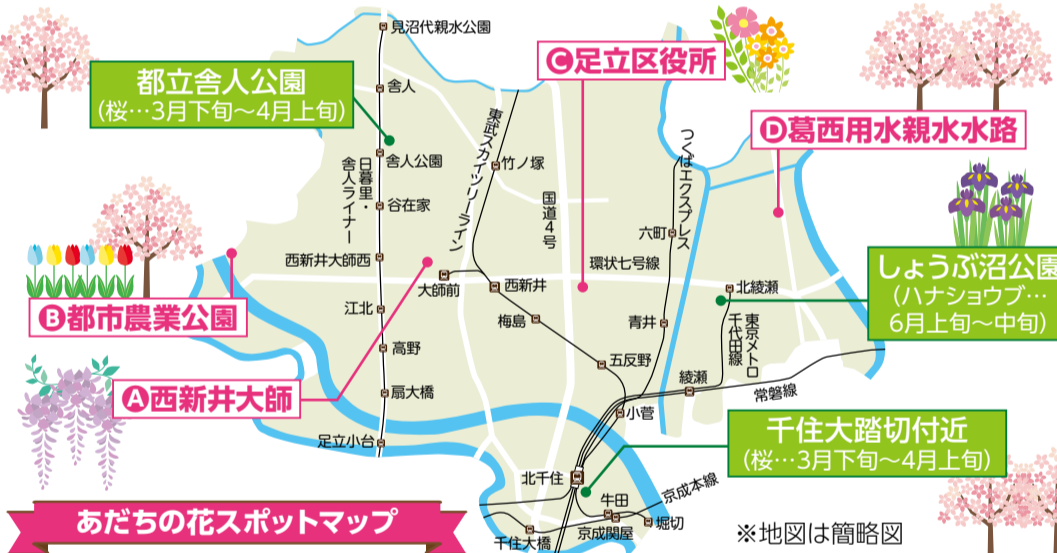 見沼代親水公園
Ⓒ足立区役所
都立舎人公園
(桜…3月下旬～4月上旬)
舎人
東武スカイツリーライン
つくばエクスプレス
Ⓓ葛西用水親水水路
舎人公園
竹ノ塚
日暮里・
舎人ライナー
国道4号
谷在家
六町
西新井大師西
大師前
西新井
環状七号線
北綾瀬
しょうぶ沼公園
(ハナショウブ…
6月上旬～中旬)
Ⓑ都市農業公園
江北
梅島
青井
東京メトロ
千代田線
高野
五反野
綾瀬
常磐線
Ⓐ西新井大師
扇大橋
小菅
足立小台
千住大踏切付近
(桜…3月下旬～4月上旬)
北千住
牛田
京成本線
あだちの花スポットマップ
千住大橋
京成関屋
堀切
※地図は簡略図